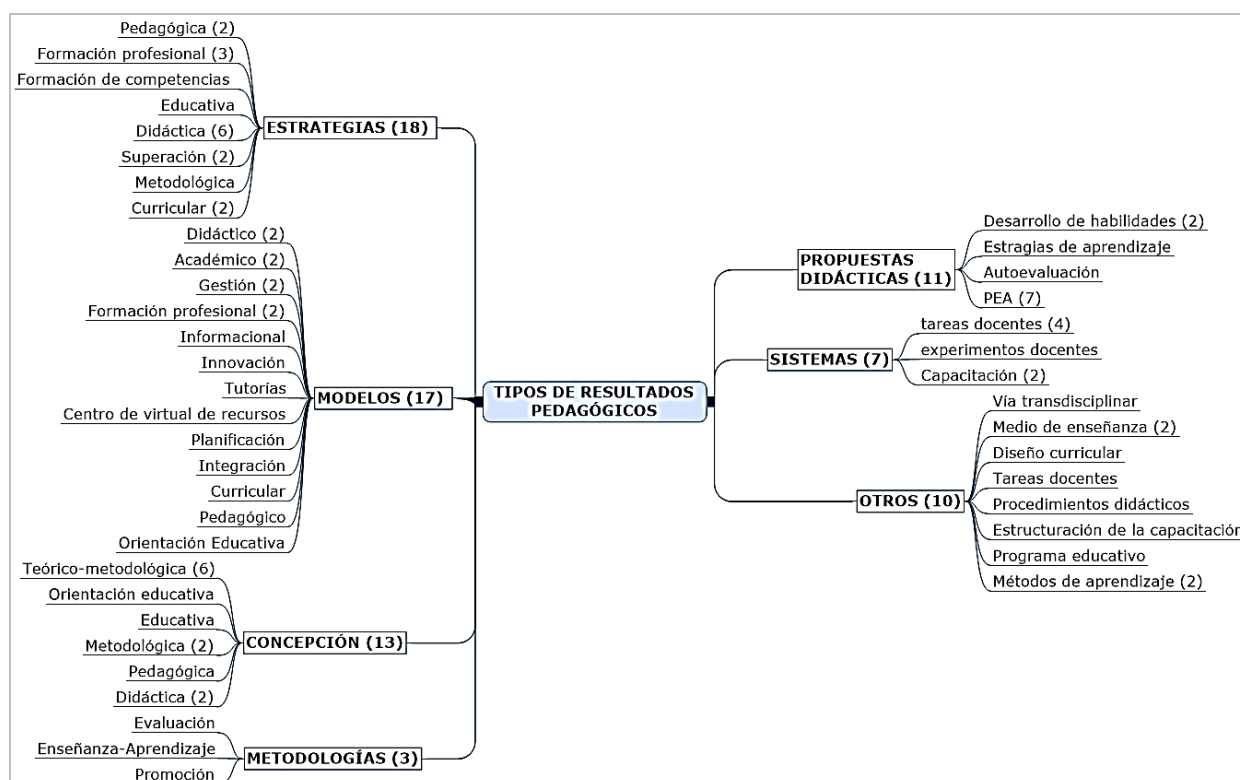 Pedagógica (2)
Formación profesional (3)
Formación de competencias
Educativa
Didáctica (6)
Superación (2)
Metodológica
Curricular (2)
ESTRATEGIAS (18)
Didáctico (2)
Académico (2)
Gestión (2)
Formación profesional (2)
Informacional
Innovación
Tutorías
Centro de virtual de recursos
Planificación
Integración
Curricular
Pedagógico
Orientación Educativa
MODELOS (17)
Teórico-metodológica (6)
Orientación educativa
Educativa
Metodológica (2)
Pedagógica
Didáctica (2)
CONCEPCIÓN (13)
Evaluación
Enseñanza-Aprendizaje
Promoción
METODOLOGÍAS (3)
TIPOS DE RESULTADOS
PEDAGÓGICOS
PROPUESTAS
DIDÁCTICAS (11)
Desarrollo de habilidades (2)
Estragias de aprendizaje
Autoevaluación
PEA (7)
SISTEMAS (7)
tareas docentes (4)
experimentos docentes
Capacitación (2)
OTROS (10)
Vía transdisciplinar
Medio de enseñanza (2)
Diseño curricular
Tareas docentes
Procedimientos didácticos
Estructuración de la capacitación
Programa educativo
Métodos de aprendizaje (2)